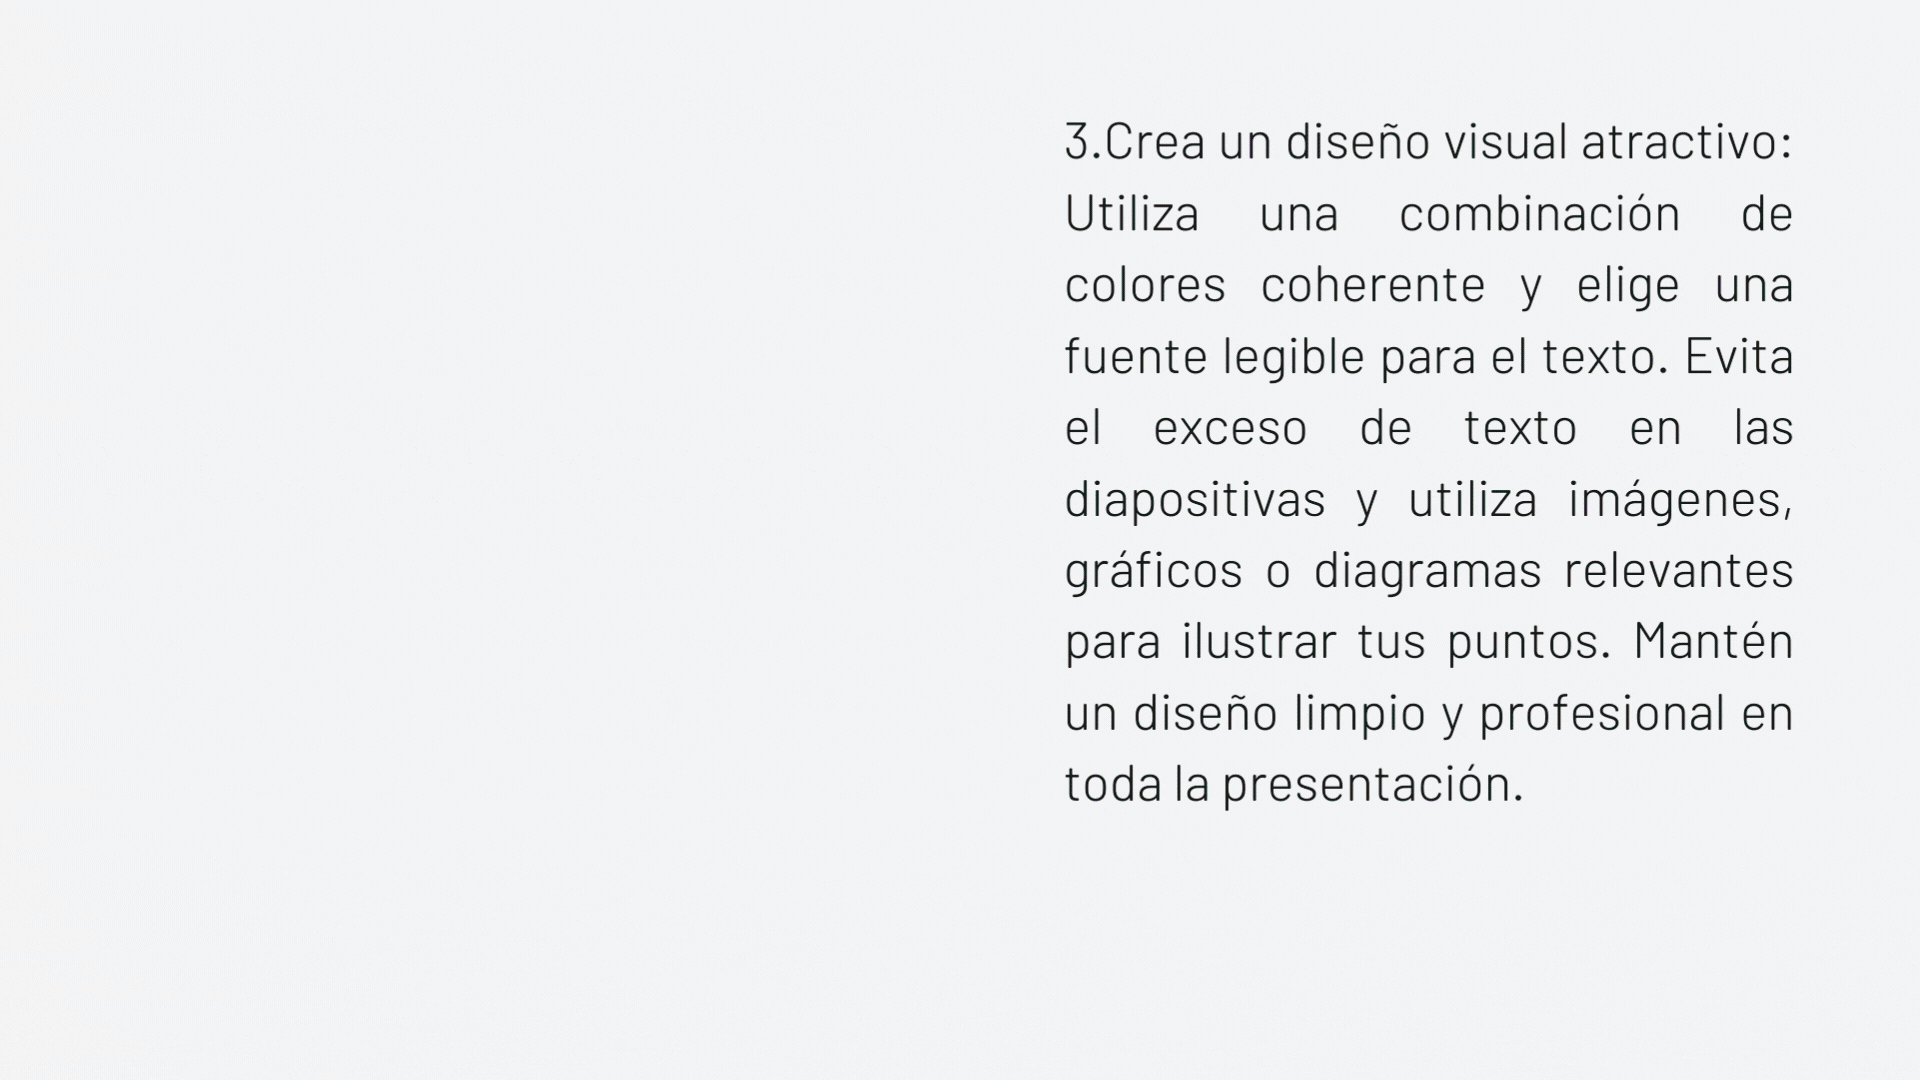 3.Crea un diseño visual atractivo:
Utiliza una combinación de
colores coherente y elige una
fuente legible para el texto. Evita
el exceso de texto en las
diapositivas y utiliza imágenes,
gráficos o diagramas relevantes
para ilustrar tus puntos. Mantén
un diseño limpio y profesional en
toda la presentación.